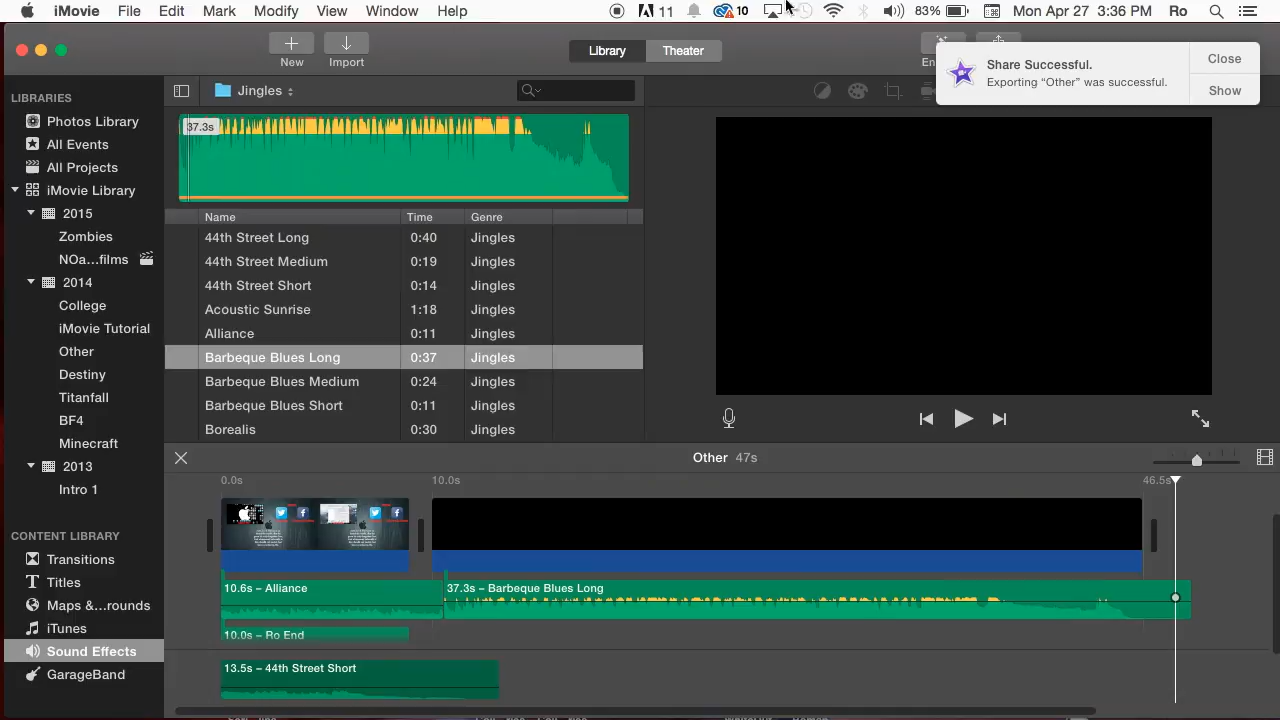 iMovie File Edit Mark Modify View Window Help 11 10 83% Mon Apr 27 3:36 PM Ro
New Import Library Theater En
Share Successful.
Exporting “Other” was successful.
Close
Show
LIBRARIES
Photos Library
All Events
All Projects
iMovie Library
2015
Zombies
NOa...films
2014
College
iMovie Tutorial
Other
Destiny
Titanfall
BF4
Minecraft
2013
Intro 1
CONTENT LIBRARY
Transitions
Titles
Maps &...rounds
iTunes
Sound Effects
GarageBand
Jingles
37.3s
Name Time Genre
44th Street Long 0:40 Jingles
44th Street Medium 0:19 Jingles
44th Street Short 0:14 Jingles
Acoustic Sunrise 1:18 Jingles
Alliance 0:11 Jingles
Barbeque Blues Long 0:37 Jingles
Barbeque Blues Medium 0:24 Jingles
Barbeque Blues Short 0:11 Jingles
Borealis 0:30 Jingles
Other 47s
0.0s 10.0s 46.5s
10.6s – Alliance 37.3s – Barbeque Blues Long
10.0s – Ro End
13.5s – 44th Street Short